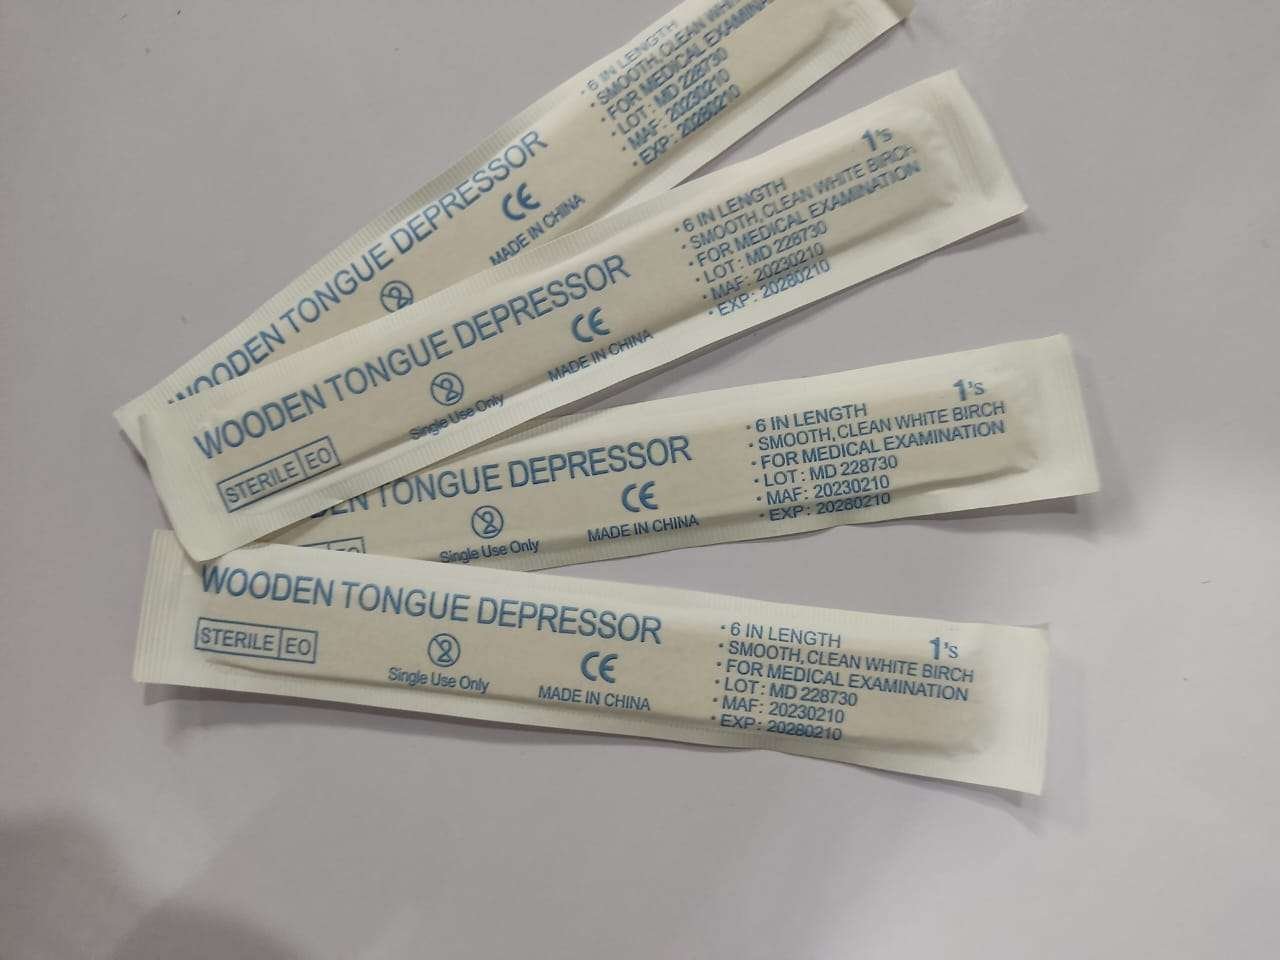 6 IN LENGTH
SMOOTH, CLEAN WHI
FOR MEDICAL EXAMINA
LOT : MD 228730
MAF: 20230210
EXP : 20280210
WOODEN TONGUE DEPRESSOR
CE
MADE IN CHINA
1's
• 6 IN LENGTH
• SMOOTH, CLEAN WHITE BIRCH
• FOR MEDICAL EXAMINATION
• LOT : MD 228730
• MAF: 20230210
• EXP : 20280210
WOODEN TONGUE DEPRESSOR
CE
MADE IN CHINA
Single Use Only
STERILE EO
1's
• 6 IN LENGTH
• SMOOTH, CLEAN WHITE BIRCH
• FOR MEDICAL EXAMINATION
• LOT : MD 228730
• MAF: 20230210
• EXP : 20280210
DEN TONGUE DEPRESSOR
CE
MADE IN CHINA
Single Use Only
EO
WOODEN TONGUE DEPRESSOR
STERILE EO
Single Use Only
CE
MADE IN CHINA
1's
• 6 IN LENGTH
• SMOOTH, CLEAN WHITE BIRCH
• FOR MEDICAL EXAMINATION
• LOT : MD 228730
• MAF: 20230210
• EXP : 20280210